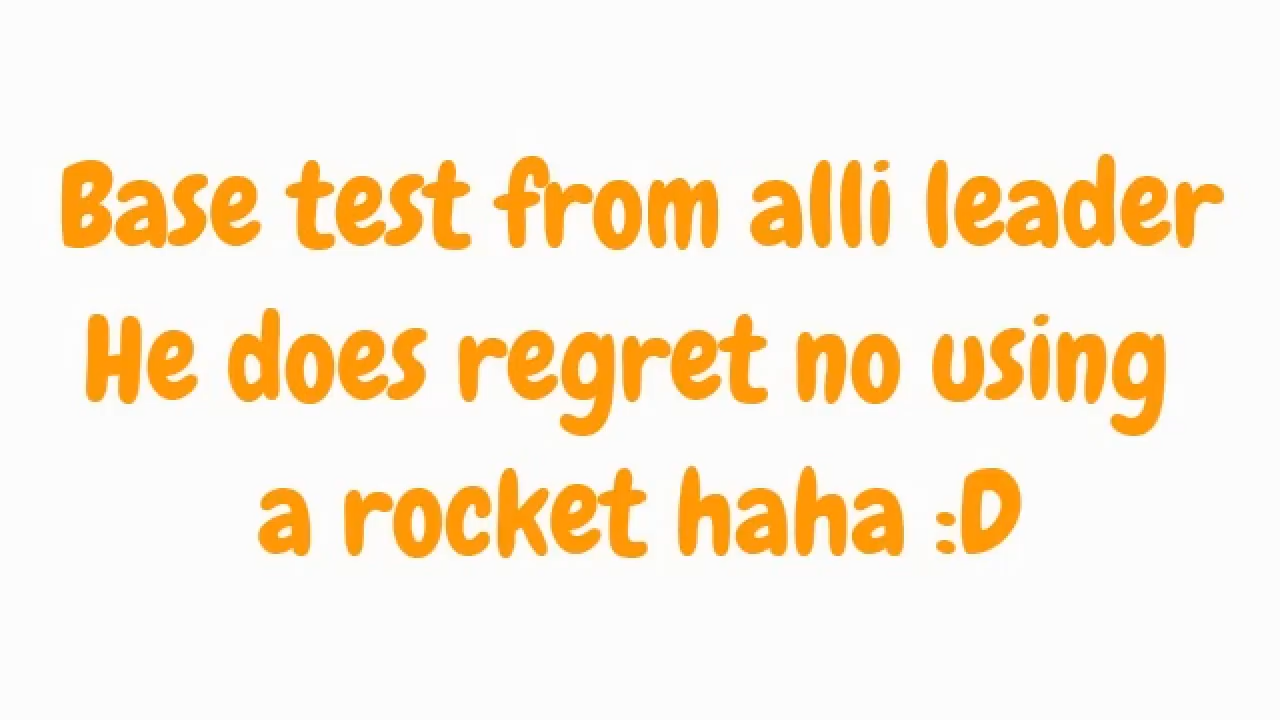 Base test from alli leader
He does regret no using
a rocket haha :D